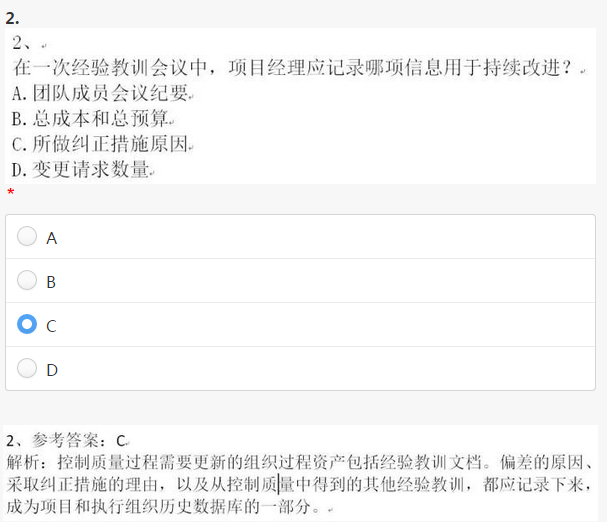 2.
2、
在一次经验教训会议中，项目经理应记录哪项信息用于持续改进？
A.团队成员会议纪要
B.总成本和总预算
C.所做纠正措施原因
D.变更请求数量
*
A
B
C
D
2、参考答案：C
解析：控制质量过程需要更新的组织过程资产包括经验教训文档。偏差的原因、
采取纠正措施的理由，以及从控制质量中得到的其他经验教训，都应记录下来，
成为项目和执行组织历史数据库的一部分。